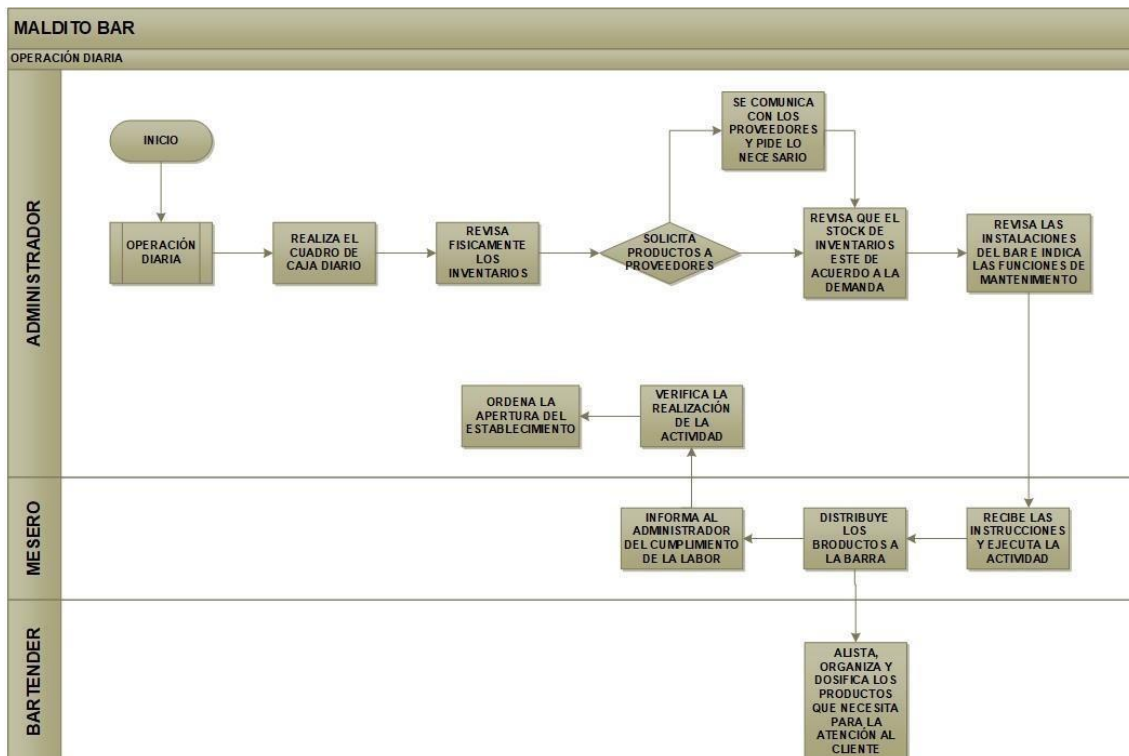 MALDITO BAR
OPERACIÓN DIARIA
ADMINISTRADOR
INICIO
OPERACIÓN
DIARIA
REALIZA EL
CUADRO DE
CAJA DIARIO
REVISA
FISICAMENTE
LOS
INVENTARIOS
SOLICITA
PRODUCTOS A
PROVEEDORES
SE COMUNICA
CON LOS
PROVEEDORES
Y PIDE LO
NECESARIO
REVISA QUE EL
STOCK DE
INVENTARIOS
ESTE DE
ACUERDO A LA
DEMANDA
REVISA LAS
INSTALACIONES
DEL BAR E INDICA
LAS FUNCIONES DE
MANTENIMIENTO
ORDENA LA
APERTURA DEL
ESTABLECIMIENTO
VERIFICA LA
REALIZACIÓN
DE LA
ACTIVIDAD
MESERO
INFORMA AL
ADMINISTRADOR
DEL CUMPLIMIENTO
DE LA LABOR
DISTRIBUYE
LOS
BRODUCTOS A
LA BARRA
RECIBE LAS
INSTRUCCIONES
Y EJECUTA LA
ACTIVIDAD
BARTENDER
ALISTA,
ORGANIZA Y
DOSIFICA LOS
PRODUCTOS
QUE NECESITA
PARA LA
ATENCIÓN AL
CLIENTE